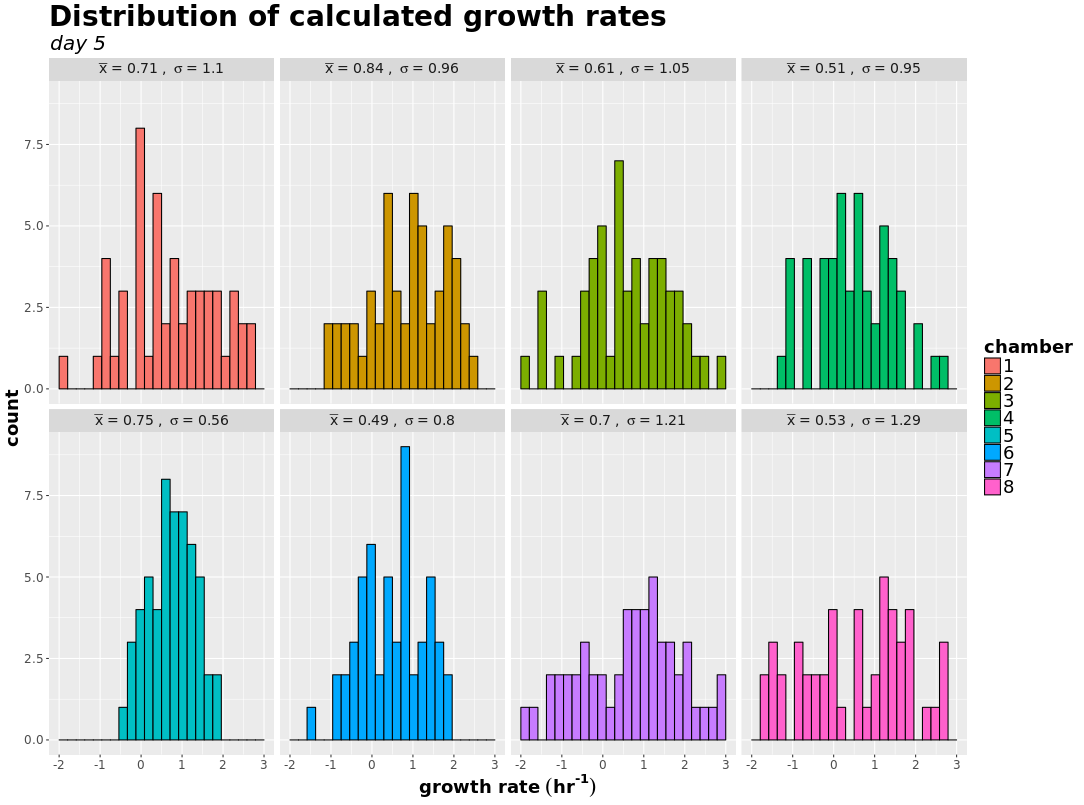 Distribution of calculated growth rates
day 5
x̅ = 0.71 , σ = 1.1
x̅ = 0.84 , σ = 0.96
x̅ = 0.61 , σ = 1.05
x̅ = 0.51 , σ = 0.95
7.5
5.0
2.5
0.0
x̅ = 0.75 , σ = 0.56
x̅ = 0.49 , σ = 0.8
x̅ = 0.7 , σ = 1.21
x̅ = 0.53 , σ = 1.29
7.5
5.0
2.5
0.0
-2 -1 0 1 2 3
-2 -1 0 1 2 3
-2 -1 0 1 2 3
-2 -1 0 1 2 3
growth rate (hr⁻¹)
count
chamber
1
2
3
4
5
6
7
8